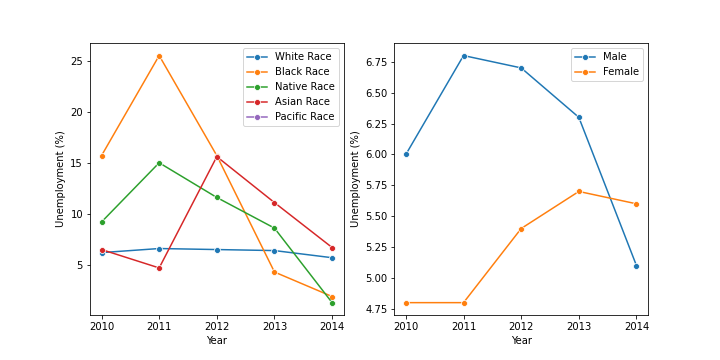 25
20
15
10
5
Unemployment (%)
2010 2011 2012 2013 2014
Year
White Race
Black Race
Native Race
Asian Race
Pacific Race
6.75
6.50
6.25
6.00
5.75
5.50
5.25
5.00
4.75
Unemployment (%)
2010 2011 2012 2013 2014
Year
Male
Female